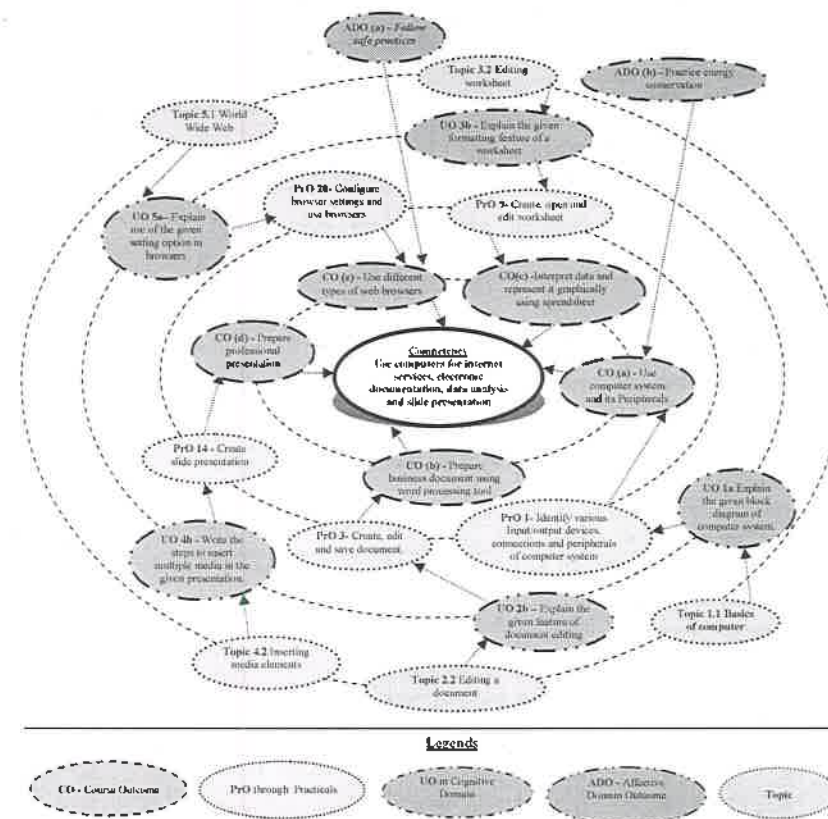 ADO (a) - Follow
safe practices
Topic 3.2 Editing
worksheet
ADO (b) - Practice energy
conservation
Topic 5.1 World
Wide Web
UO 3b - Explain the given
formatting feature of a
worksheet
PrO 20- Configure
browser settings and
use browsers
PrO 9- Create, open and
edit worksheet
UO 5a- Explain
use of the given
setting option in
browsers
CO (e) - Use different
types of web browsers
CO(c) -Interpret data and
represent it graphically
using spreedsheet
CO (d) - Prepare
professional
presentation
Competency
Use computers for internet
services, electronic
documentation, data analysis
and slide presentation
CO (a) - Use
computer system
and its Peripherals
PrO 14 - Create
slide presentation
CO (b) - Prepare
business document using
word processing tool
UO 1a Explain
the given block
diagram of
computer system.
PrO 1- Identify various
Input/output devices,
connections and peripherals
of computer system
PrO 3- Create, edit
and save document.
UO 4b - Write the
steps to insert
multiple media in the
given presentation.
UO 2b - Explain the
given feature of
document editing
Topic 1.1 Basics
of computer
Topic 4.2 Inserting
media elements
Topic 2.2 Editing a
document
Legends
CO - Course Outcome
PrO through Practicals
UO in Cognitive
Domain
ADO - Affective
Domain Outcome
Topic